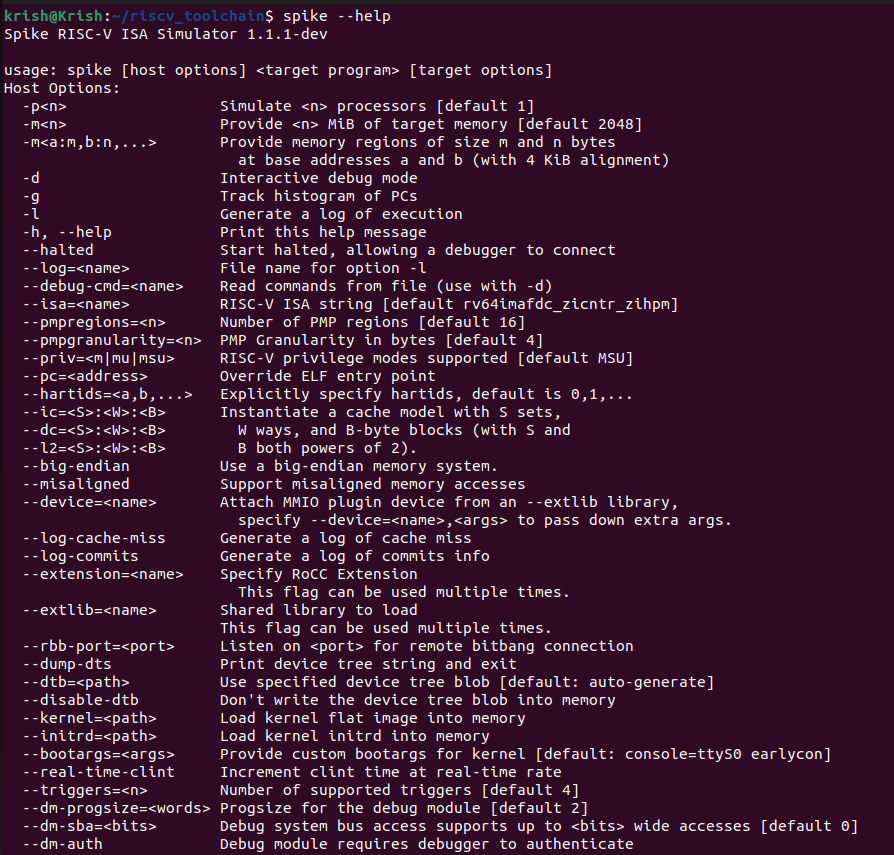 krish@Krish:~/riscv_toolchain$ spike --help
Spike RISC-V ISA Simulator 1.1.1-dev

usage: spike [host options] <target program> [target options]
Host Options:
  -p<n>                 Simulate <n> processors [default 1]
  -m<n>                 Provide <n> MiB of target memory [default 2048]
  -m<a:m,b:n,...>       Provide memory regions of size m and n bytes
                          at base addresses a and b (with 4 KiB alignment)
  -d                    Interactive debug mode
  -g                    Track histogram of PCs
  -l                    Generate a log of execution
  -h, --help            Print this help message
  --halted              Start halted, allowing a debugger to connect
  --log=<name>          File name for option -l
  --debug-cmd=<name>    Read commands from file (use with -d)
  --isa=<name>          RISC-V ISA string [default rv64imafdc_zicntr_zihpm]
  --pmpregions=<n>      Number of PMP regions [default 16]
  --pmpgranularity=<n>  PMP Granularity in bytes [default 4]
  --priv=<m|mu|msu>     RISC-V privilege modes supported [default MSU]
  --pc=<address>        Override ELF entry point
  --hartids=<a,b,...>   Explicitly specify hartids, default is 0,1,...
  --ic=<S>:<W>:<B>      Instantiate a cache model with S sets,
  --dc=<S>:<W>:<B>        W ways, and B-byte blocks (with S and
  --l2=<S>:<W>:<B>        B both powers of 2).
  --big-endian          Use a big-endian memory system.
  --misaligned          Support misaligned memory accesses
  --device=<name>       Attach MMIO plugin device from an --extlib library,
                          specify --device=<name>,<args> to pass down extra args.
  --log-cache-miss      Generate a log of cache miss
  --log-commits         Generate a log of commits info
  --extension=<name>    Specify RoCC Extension
                          This flag can be used multiple times.
  --extlib=<name>       Shared library to load
                        This flag can be used multiple times.
  --rbb-port=<port>     Listen on <port> for remote bitbang connection
  --dump-dts            Print device tree string and exit
  --dtb=<path>          Use specified device tree blob [default: auto-generate]
  --disable-dtb         Don't write the device tree blob into memory
  --kernel=<path>       Load kernel flat image into memory
  --initrd=<path>       Load kernel initrd into memory
  --bootargs=<args>     Provide custom bootargs for kernel [default: console=ttyS0 earlycon]
  --real-time-clint     Increment clint time at real-time rate
  --triggers=<n>        Number of supported triggers [default 4]
  --dm-progsize=<words> Progsize for the debug module [default 2]
  --dm-sba=<bits>       Debug system bus access supports up to <bits> wide accesses [default 0]
  --dm-auth             Debug module requires debugger to authenticate